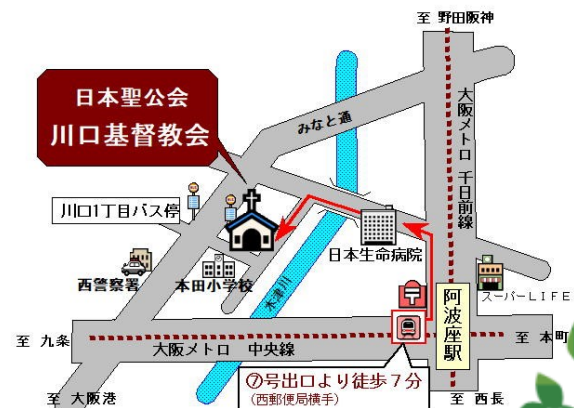 至 野田阪神
日本聖公会
川口基督教会
みなと通
大阪メトロ 千日前線
川口1丁目バス停
日本生命病院
西警察署
本田小学校
木津川
スーパーLIFE
阿波座駅
至 九条
大阪メトロ 中央線
至 本町
⑦号出口より徒歩7分
(西郵便局横手)
至 大阪港
至 西長